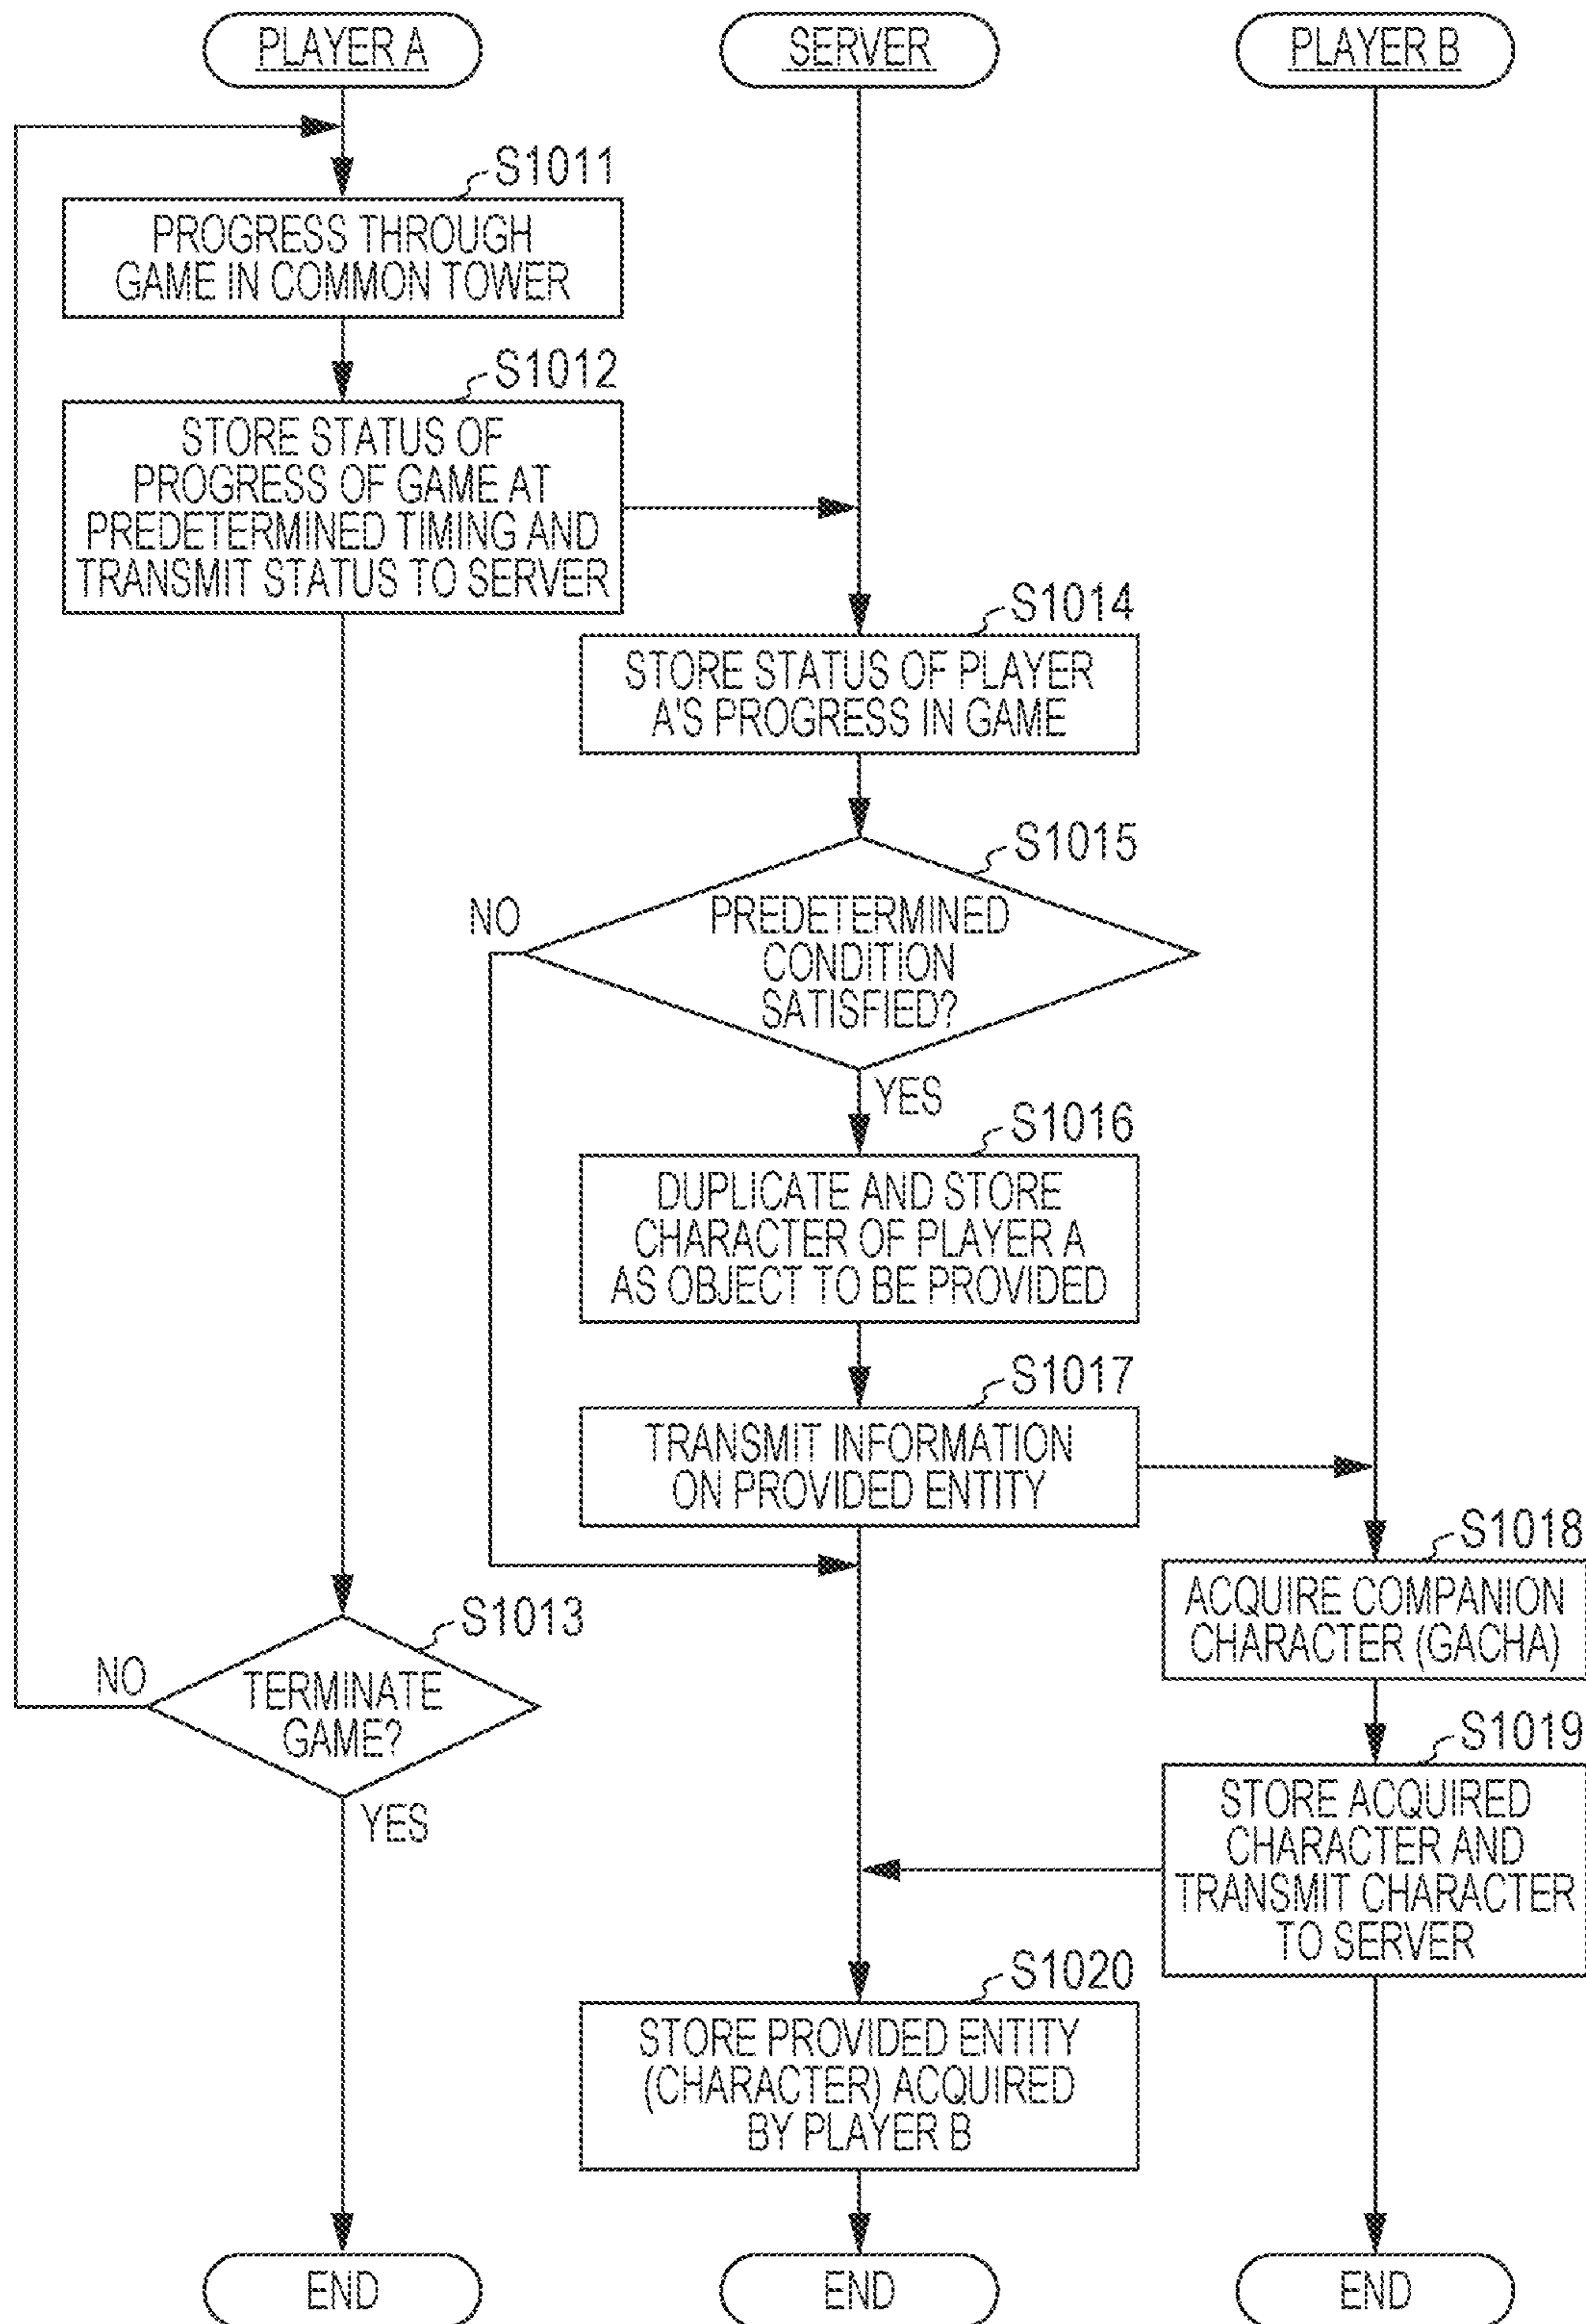 PLAYER A
SERVER
PLAYER B
S1011
PROGRESS THROUGH
GAME IN COMMON TOWER
S1012
STORE STATUS OF
PROGRESS OF GAME AT
PREDETERMINED TIMING AND
TRANSMIT STATUS TO SERVER
S1014
STORE STATUS OF PLAYER
A'S PROGRESS IN GAME
S1015
NO
PREDETERMINED
CONDITION
SATISFIED?
YES
S1016
DUPLICATE AND STORE
CHARACTER OF PLAYER A
AS OBJECT TO BE PROVIDED
S1017
TRANSMIT INFORMATION
ON PROVIDED ENTITY
S1018
ACQUIRE COMPANION
CHARACTER (GACHA)
S1013
NO
TERMINATE
GAME?
YES
S1019
STORE ACQUIRED
CHARACTER AND
TRANSMIT CHARACTER
TO SERVER
S1020
STORE PROVIDED ENTITY
(CHARACTER) ACQUIRED
BY PLAYER B
END
END
END